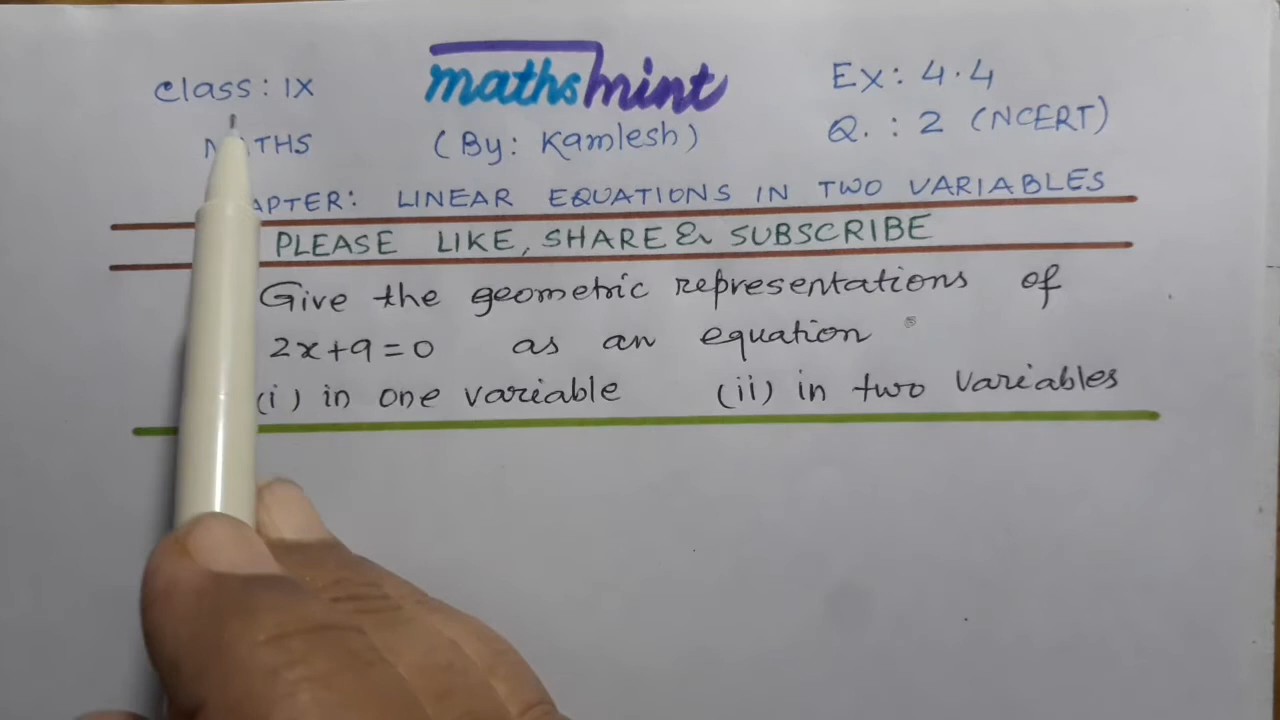 Class: IX
mathsmint
Ex: 4.4
(By: Kamlesh)
Q. : 2 (NCERT)
LINEAR EQUATIONS IN TWO VARIABLES
PLEASE LIKE, SHARE & SUBSCRIBE
Give the geometric representations of
2x+9=0 as an equation
(i) in one variable (ii) in two variables